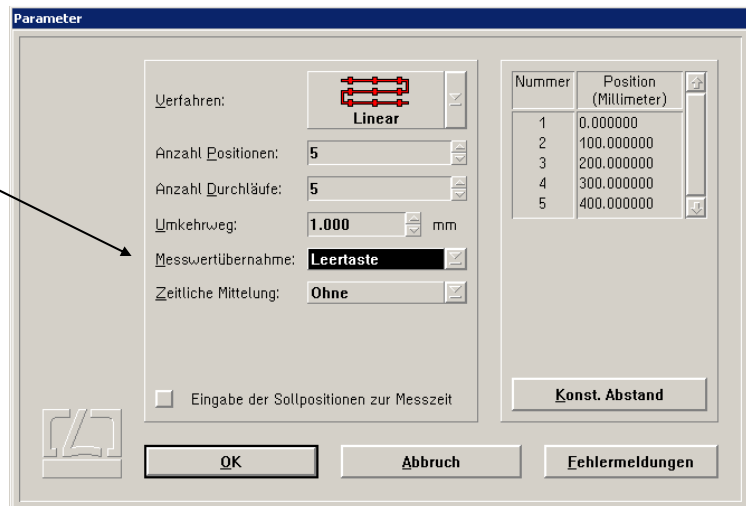 Parameter
Verfahren:
Linear
Anzahl Positionen:
5
Anzahl Durchläufe:
5
Umkehrweg:
1.000
mm
Messwertübernahme:
Leertaste
Zeitliche Mittelung:
Ohne
Eingabe der Sollpositionen zur Messzeit
Nummer Position
(Millimeter)
1 0.000000
2 100.000000
3 200.000000
4 300.000000
5 400.000000
Konst. Abstand
OK
Abbruch
Fehlermeldungen